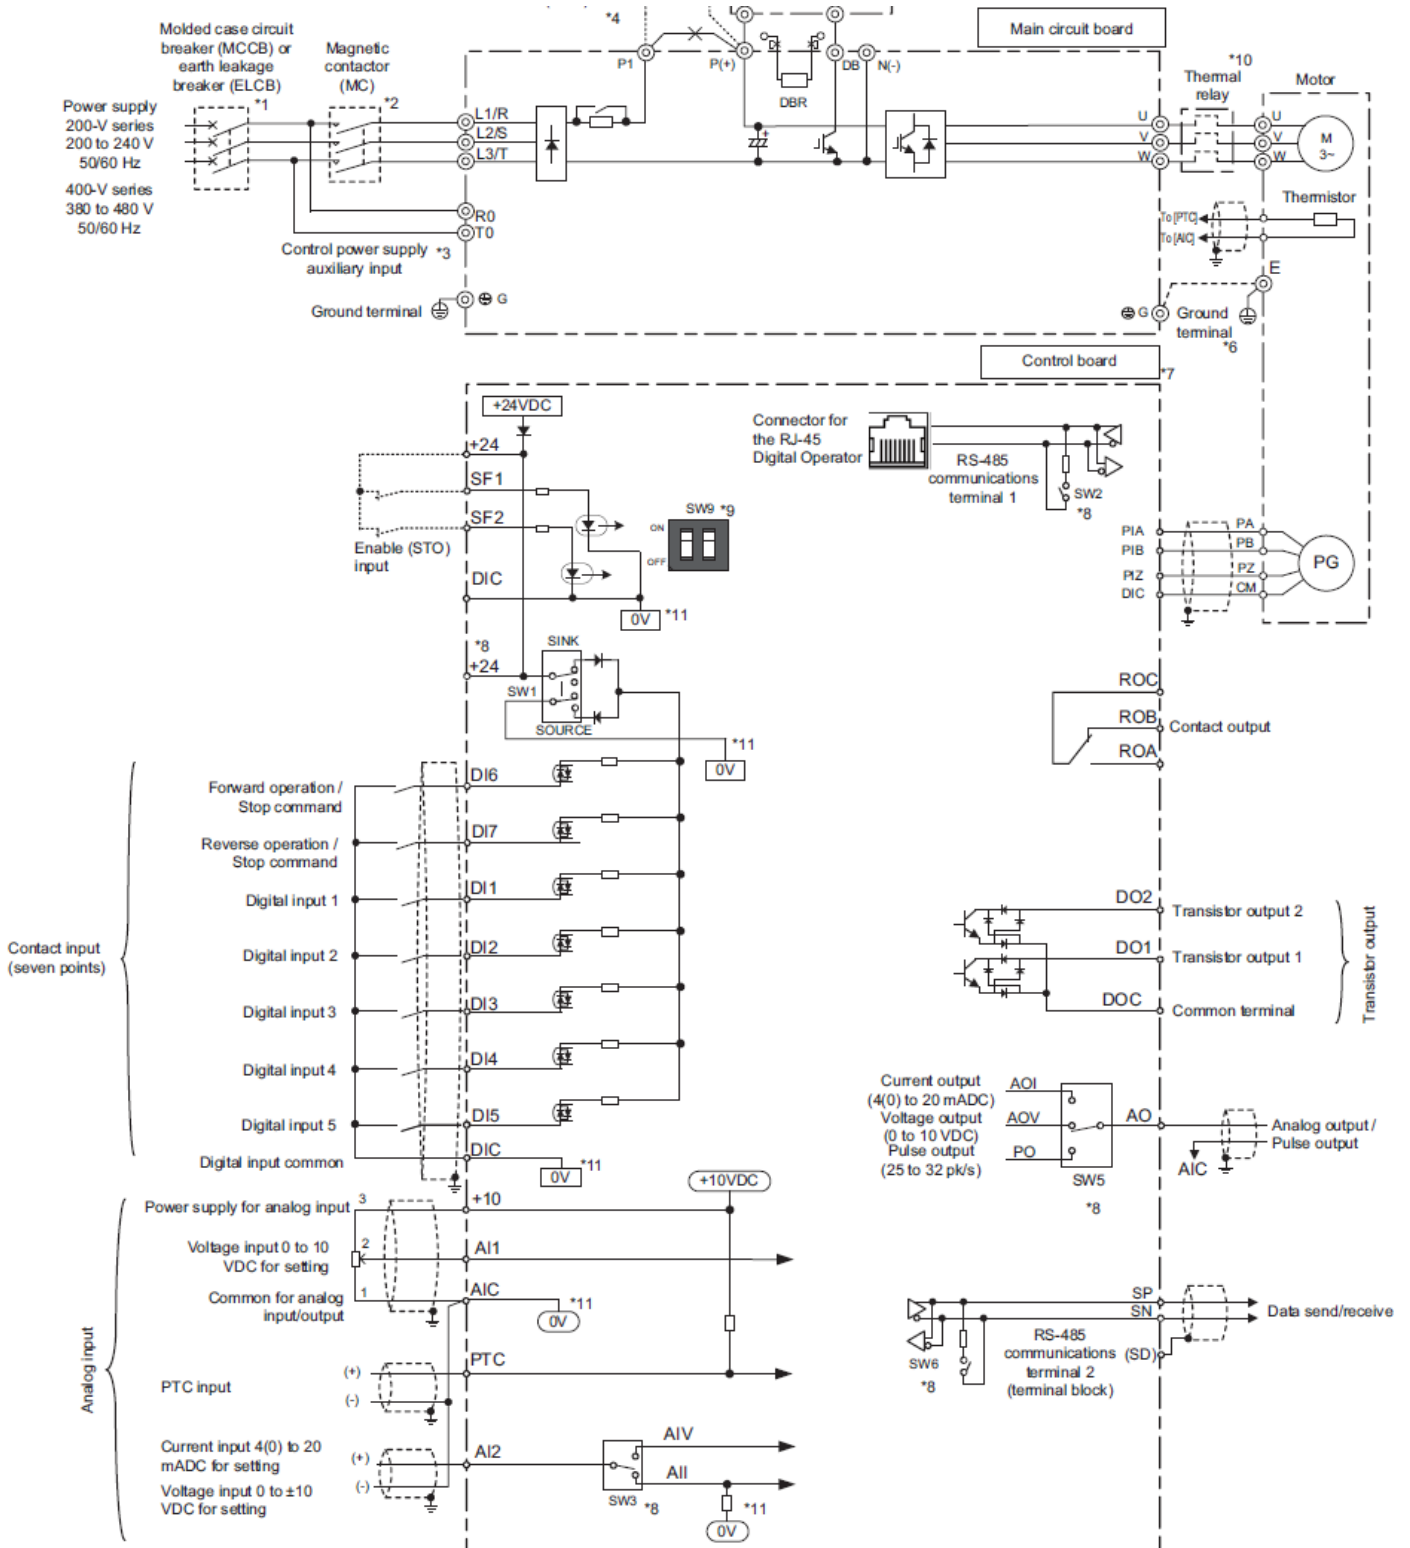 *4
Main circuit board
Molded case circuit
breaker (MCCB) or
earth leakage
breaker (ELCB)
*1
Magnetic
contactor
(MC)
*2
Power supply
200-V series
200 to 240 V
50/60 Hz
400-V series
380 to 480 V
50/60 Hz
P1
P(+)
DBR
DB
N(-)
L1/R
L2/S
L3/T
R0
T0
Control power supply
auxiliary input
*3
Ground terminal
G
*10
Thermal
relay
Motor
U
V
W
U
V
W
M
3~
Thermistor
To [PTC]
To [AIC]
E
G
Ground
terminal
*6
Control board
*7
+24VDC
+24
SF1
SF2
Enable (STO)
input
DIC
0V
*11
SW9
*9
ON
OFF
Connector for
the RJ-45
Digital Operator
RS-485
communications
terminal 1
SW2
*8
PIA
PIB
PIZ
DIC
PA
PB
PZ
CM
PG
*8
+24
SINK
SW1
SOURCE
*11
0V
ROC
ROB
ROA
Contact output
Contact input
(seven points)
Forward operation /
Stop command
DI6
Reverse operation /
Stop command
DI7
Digital input 1
DI1
Digital input 2
DI2
Digital input 3
DI3
Digital input 4
DI4
Digital input 5
DI5
Digital input common
DIC
0V
*11
DO2
Transistor output 2
DO1
Transistor output 1
DOC
Common terminal
Transistor output
Current output
(4(0) to 20 mADC)
Voltage output
(0 to 10 VDC)
Pulse output
(25 to 32 pk/s)
AOI
AOV
PO
SW5
*8
AO
Analog output /
Pulse output
AIC
Analog input
Power supply for analog input
3
+10
+10VDC
Voltage input 0 to 10
VDC for setting
2
AI1
Common for analog
input/output
1
AIC
*11
0V
PTC input
(+)
(-)
PTC
Current input 4(0) to 20
mADC for setting
Voltage input 0 to ±10
VDC for setting
(+)
(-)
AI2
AIV
AII
SW3
*8
*11
0V
SP
SN
(SD)
Data send/receive
RS-485
communications
terminal 2
(terminal block)
SW6
*8